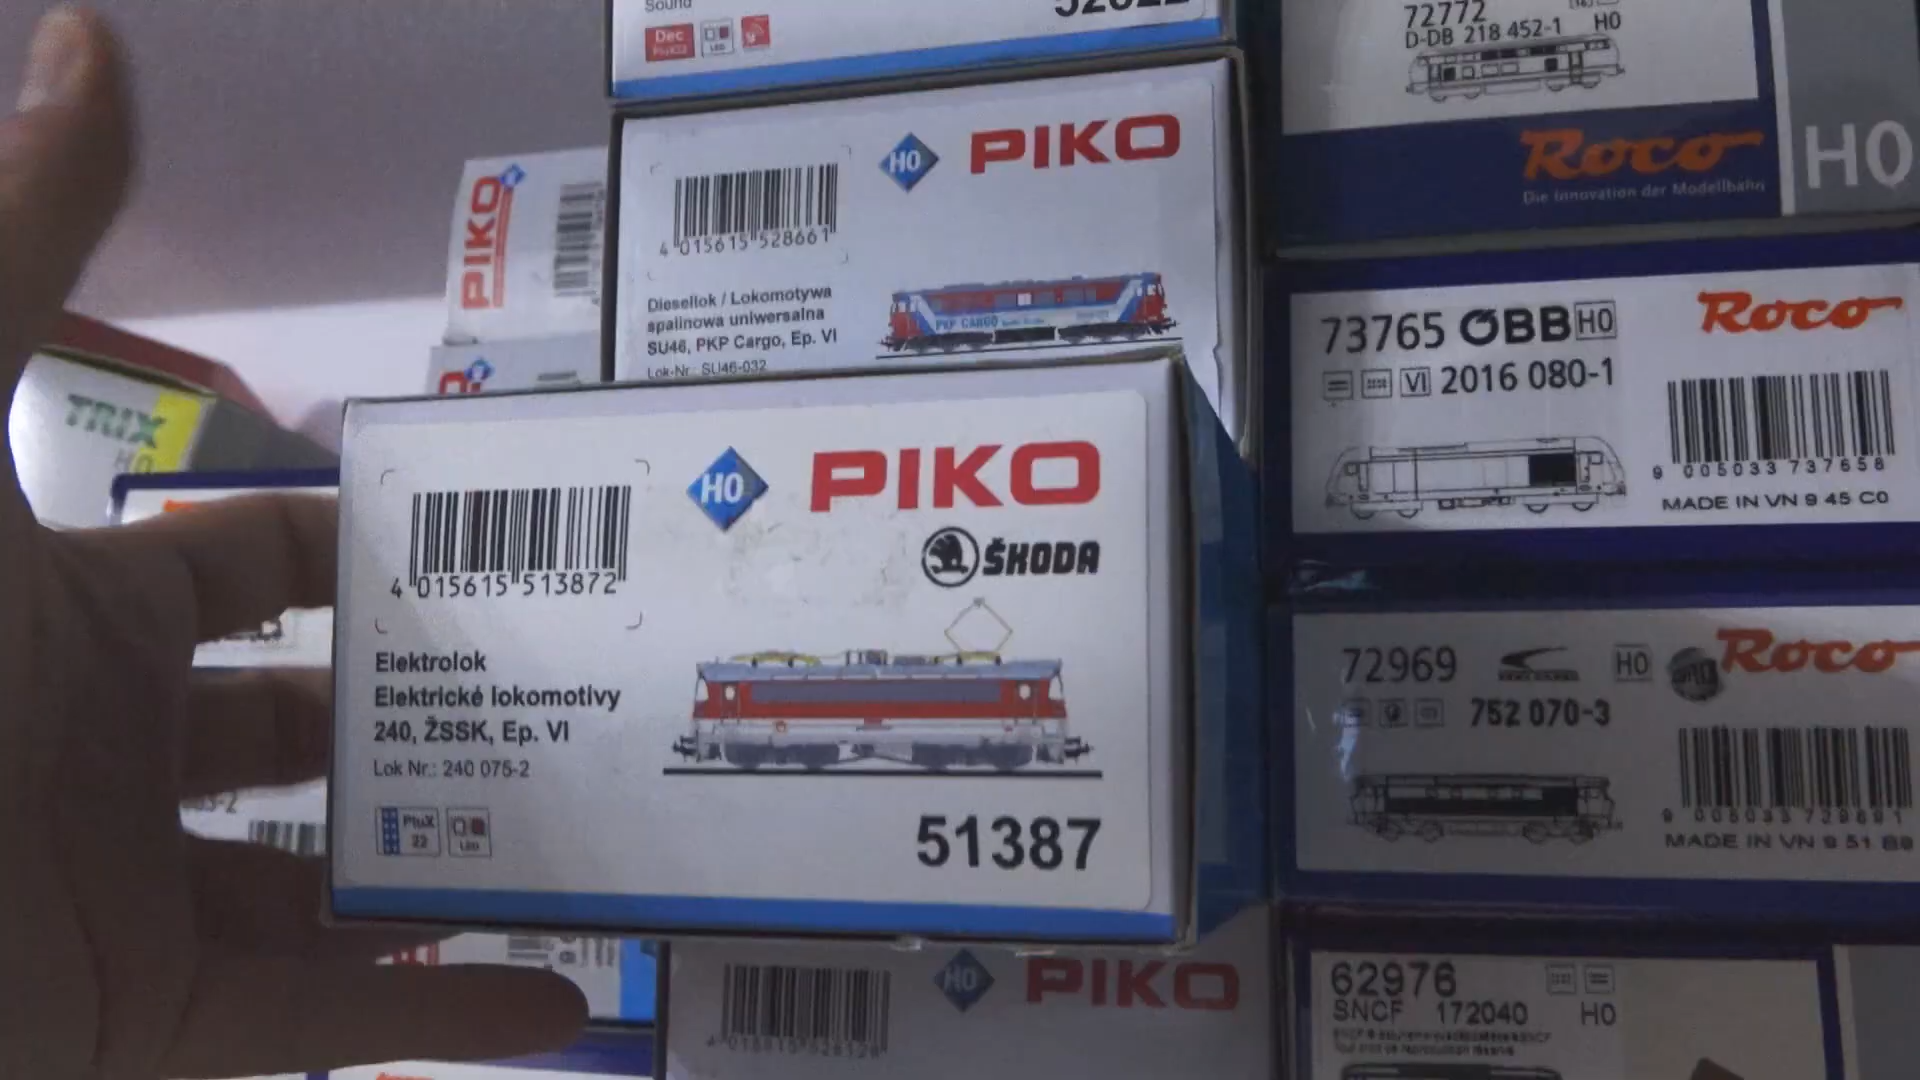 Sound
Dec
PluX22
LED
HO PIKO
4 015615 528661
Diesellok / Lokomotywa
spalinowa uniwersalna
SU46, PKP Cargo, Ep. VI
Lok-Nr.: SU46-032
PKP CARGO
PIKO
TRIX
HO
HO PIKO
ŠKODA
4 015615 513872
Elektrolok
Elektrické lokomotivy
240, ŽSSK, Ep. VI
Lok Nr.: 240 075-2
PluX
22
LED
51387
HO PIKO
72772
D-DB 218 452-1 HO
Roco
Die Innovation der Modellbahn
HO
73765 ÖBB HO Roco
VI 2016 080-1
9 005033 737658
MADE IN VN 9 45 C0
72969 HO Roco
752 070-3
9 005033 729691
MADE IN VN 9 51 B9
62976
SNCF 172040 HO